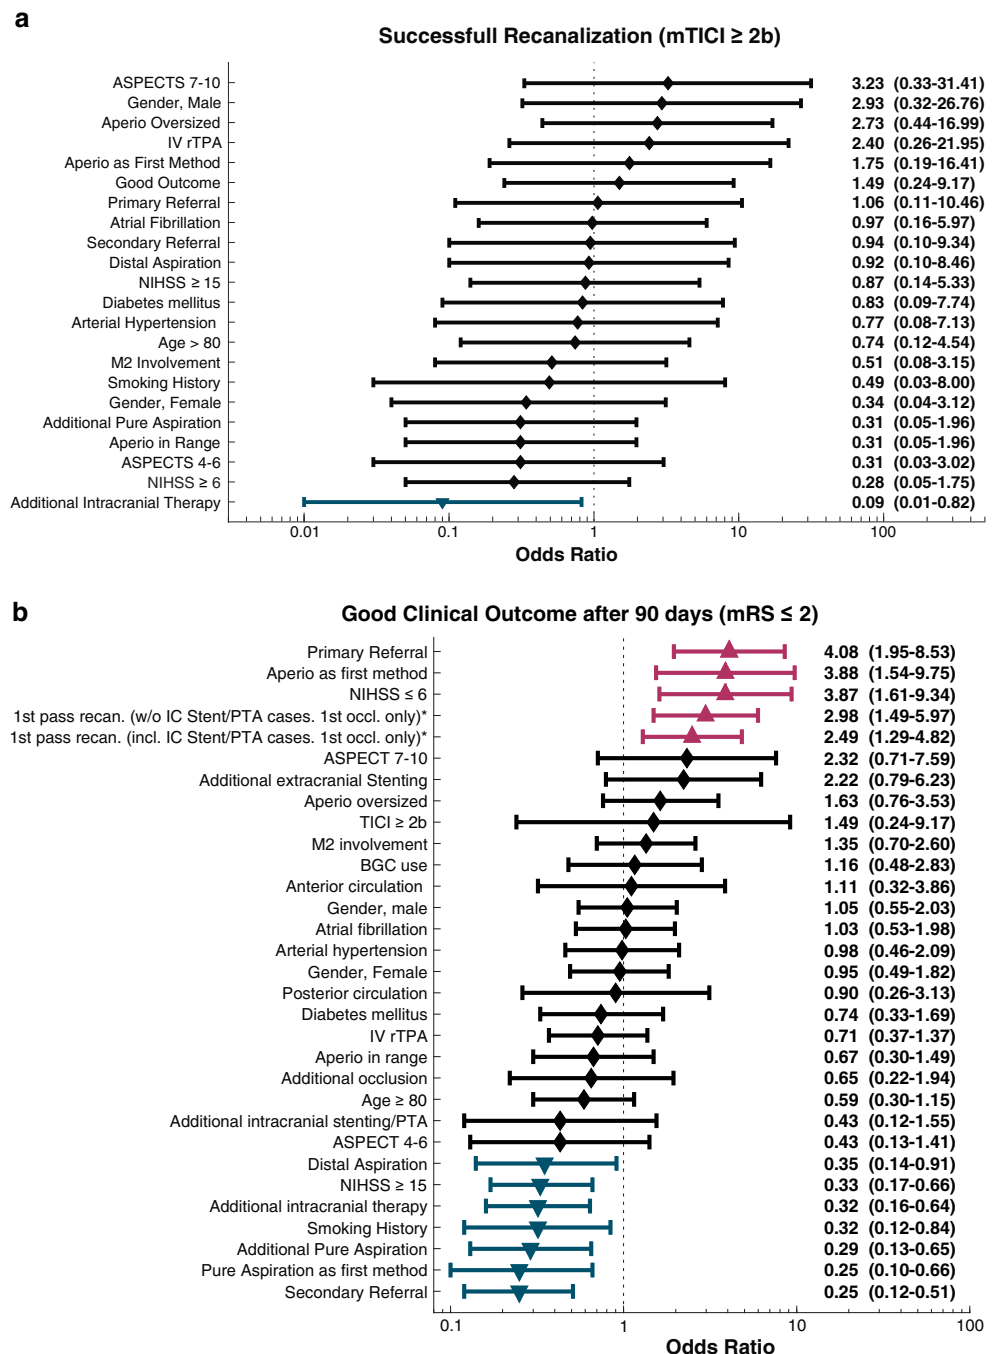 a
Successfull Recanalization (mTICI ≥ 2b)
ASPECTS 7-10 3.23 (0.33-31.41)
Gender, Male 2.93 (0.32-26.76)
Aperio Oversized 2.73 (0.44-16.99)
IV rTPA 2.40 (0.26-21.95)
Aperio as First Method 1.75 (0.19-16.41)
Good Outcome 1.49 (0.24-9.17)
Primary Referral 1.06 (0.11-10.46)
Atrial Fibrillation 0.97 (0.16-5.97)
Secondary Referral 0.94 (0.10-9.34)
Distal Aspiration 0.92 (0.10-8.46)
NIHSS ≥ 15 0.87 (0.14-5.33)
Diabetes mellitus 0.83 (0.09-7.74)
Arterial Hypertension 0.77 (0.08-7.13)
Age > 80 0.74 (0.12-4.54)
M2 Involvement 0.51 (0.08-3.15)
Smoking History 0.49 (0.03-8.00)
Gender, Female 0.34 (0.04-3.12)
Additional Pure Aspiration 0.31 (0.05-1.96)
Aperio in Range 0.31 (0.05-1.96)
ASPECTS 4-6 0.31 (0.03-3.02)
NIHSS ≥ 6 0.28 (0.05-1.75)
Additional Intracranial Therapy 0.09 (0.01-0.82)
0.01 0.1 1 10 100
Odds Ratio
b
Good Clinical Outcome after 90 days (mRS ≤ 2)
Primary Referral 4.08 (1.95-8.53)
Aperio as first method 3.88 (1.54-9.75)
NIHSS ≤ 6 3.87 (1.61-9.34)
1st pass recan. (w/o IC Stent/PTA cases. 1st occl. only)* 2.98 (1.49-5.97)
1st pass recan. (incl. IC Stent/PTA cases. 1st occl. only)* 2.49 (1.29-4.82)
ASPECT 7-10 2.32 (0.71-7.59)
Additional extracranial Stenting 2.22 (0.79-6.23)
Aperio oversized 1.63 (0.76-3.53)
TICI ≥ 2b 1.49 (0.24-9.17)
M2 involvement 1.35 (0.70-2.60)
BGC use 1.16 (0.48-2.83)
Anterior circulation 1.11 (0.32-3.86)
Gender, male 1.05 (0.55-2.03)
Atrial fibrillation 1.03 (0.53-1.98)
Arterial hypertension 0.98 (0.46-2.09)
Gender, Female 0.95 (0.49-1.82)
Posterior circulation 0.90 (0.26-3.13)
Diabetes mellitus 0.74 (0.33-1.69)
IV rTPA 0.71 (0.37-1.37)
Aperio in range 0.67 (0.30-1.49)
Additional occlusion 0.65 (0.22-1.94)
Age ≥ 80 0.59 (0.30-1.15)
Additional intracranial stenting/PTA 0.43 (0.12-1.55)
ASPECT 4-6 0.43 (0.13-1.41)
Distal Aspiration 0.35 (0.14-0.91)
NIHSS ≥ 15 0.33 (0.17-0.66)
Additional intracranial therapy 0.32 (0.16-0.64)
Smoking History 0.32 (0.12-0.84)
Additional Pure Aspiration 0.29 (0.13-0.65)
Pure Aspiration as first method 0.25 (0.10-0.66)
Secondary Referral 0.25 (0.12-0.51)
0.1 1 10 100
Odds Ratio